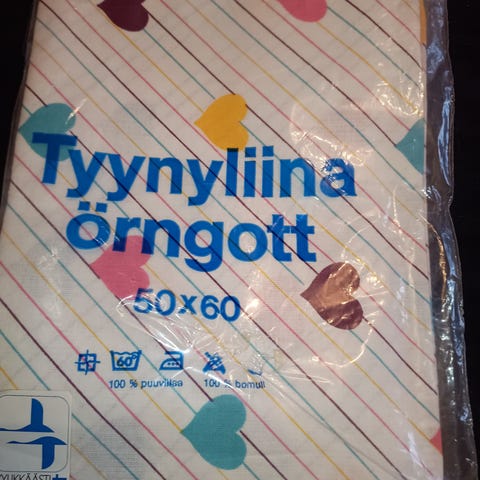 Tyynyliina
örngott
50x60
60°
100 % puuvillaa 100 % bomull